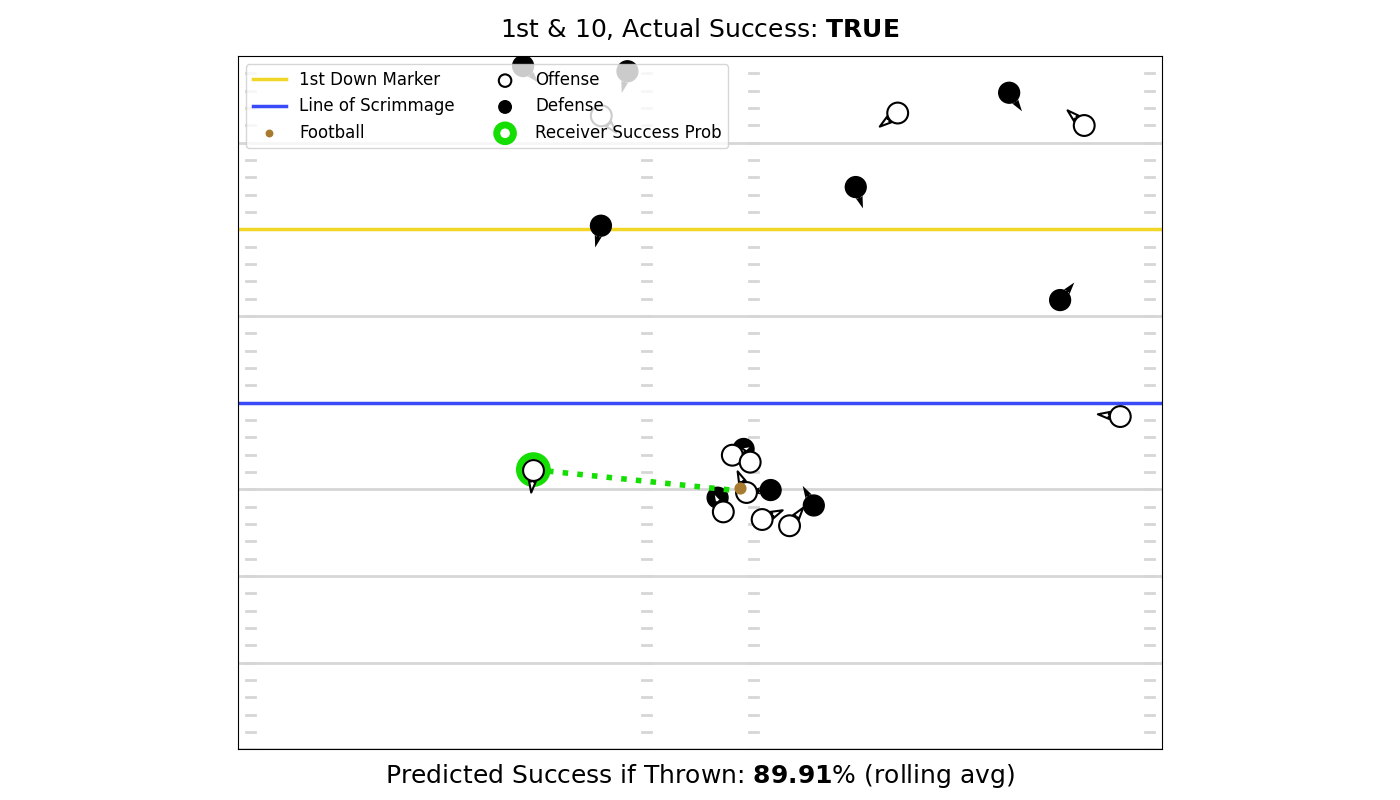 1st & 10, Actual Success: TRUE
1st Down Marker
Line of Scrimmage
Football
Offense
Defense
Receiver Success Prob
Predicted Success if Thrown: 89.91% (rolling avg)